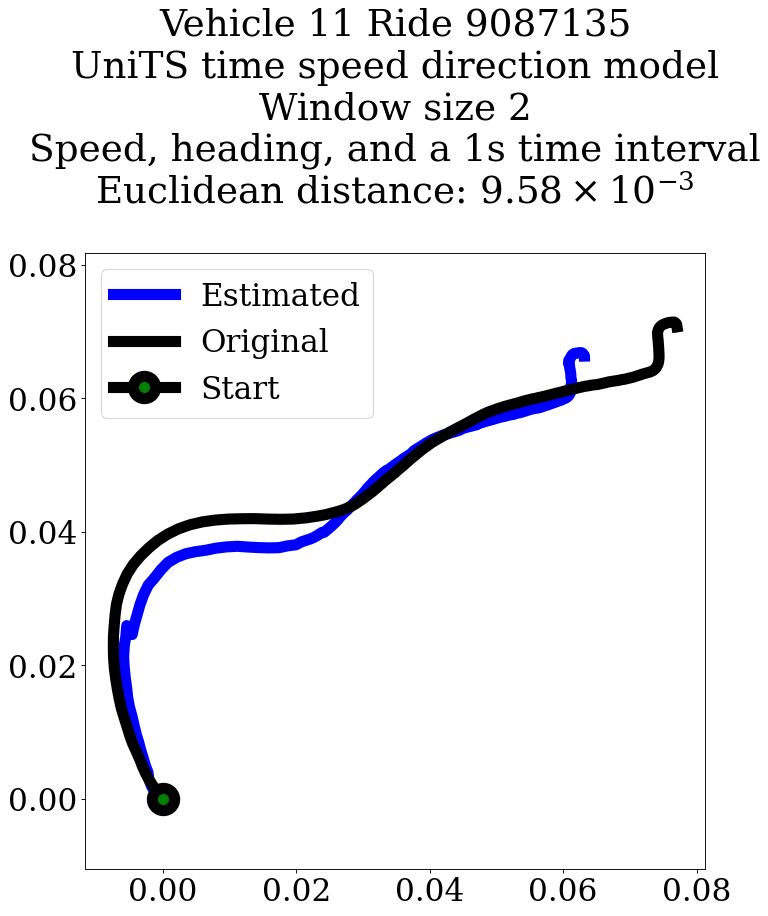 Vehicle 11 Ride 9087135
UniTS time speed direction model
Window size 2
Speed, heading, and a 1s time interval
Euclidean distance: 9.58 × 10⁻³
Estimated
Original
Start
0.08
0.06
0.04
0.02
0.00
0.00 0.02 0.04 0.06 0.08